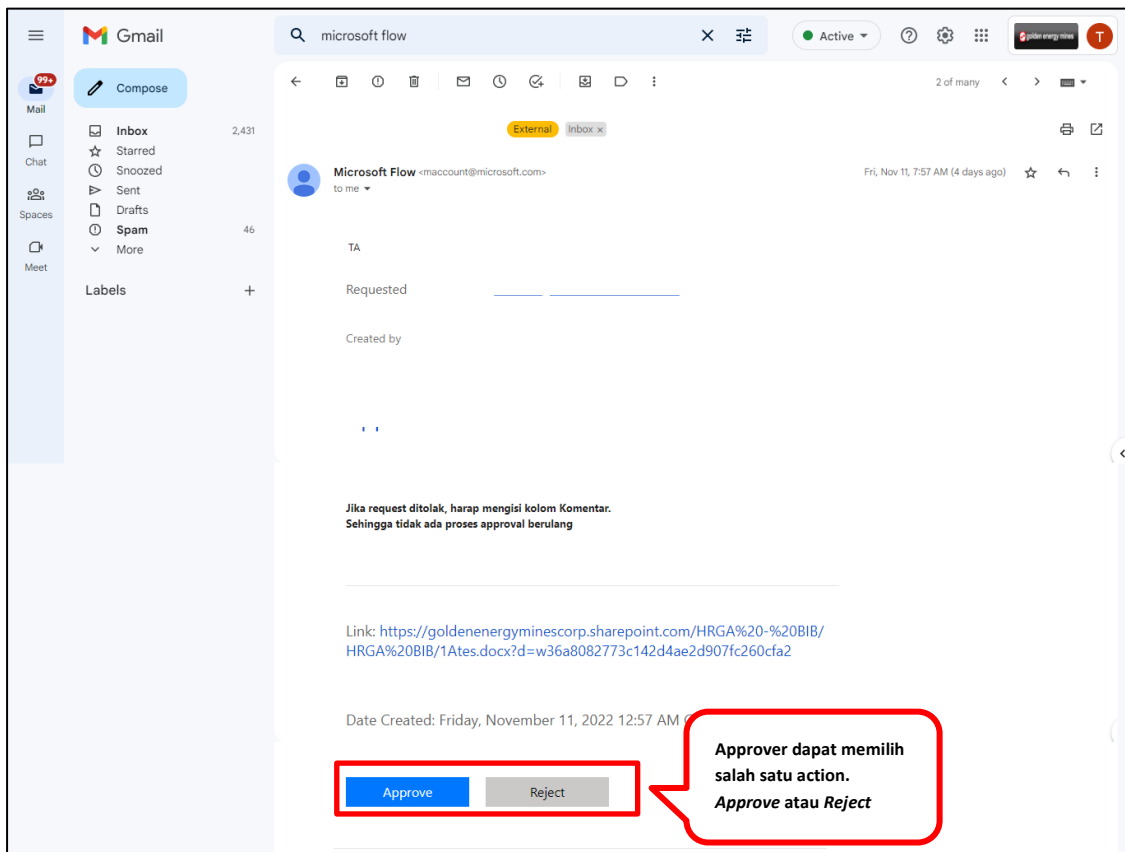 Gmail
microsoft flow
Active
golden energy mines
T
99+
Mail
Compose
2 of many
Chat
Inbox 2,431
Starred
Snoozed
Sent
Drafts
Spam 46
More
Spaces
Meet
Labels
External Inbox ×
Microsoft Flow <maccount@microsoft.com>
Fri, Nov 11, 7:57 AM (4 days ago)
to me
TA
Requested
Created by
Jika request ditolak, harap mengisi kolom Komentar.
Sehingga tidak ada proses approval berulang
Link: https://goldenenergyminescorp.sharepoint.com/HRGA%20-%20BIB/
HRGA%20BIB/1Ates.docx?d=w36a8082773c142d4ae2d907fc260cfa2
Date Created: Friday, November 11, 2022 12:57 AM
Approve Reject
Approver dapat memilih
salah satu action.
Approve atau Reject